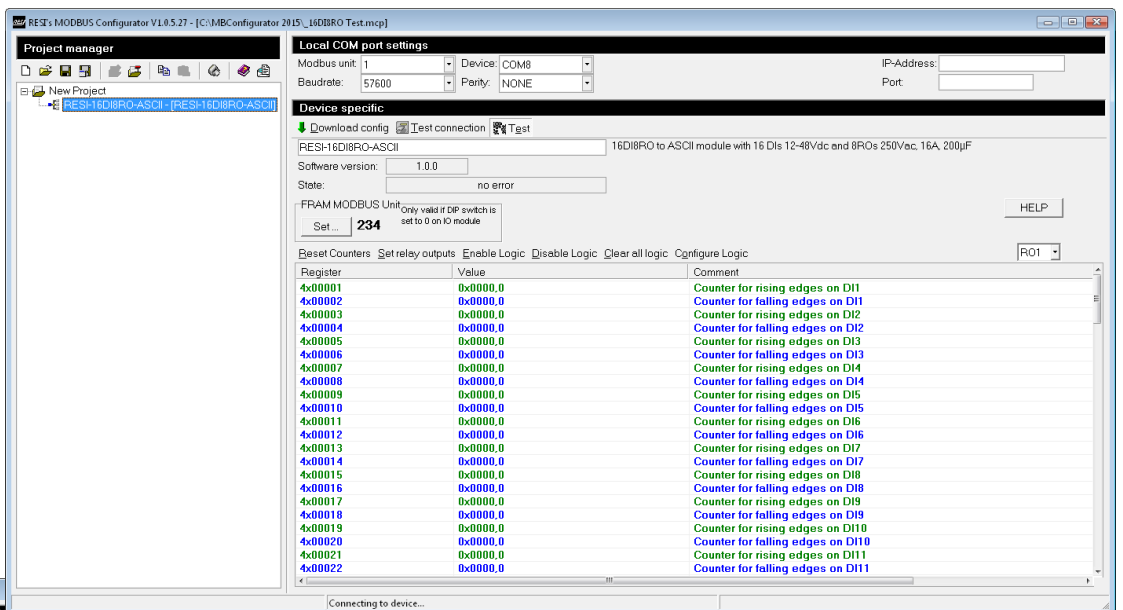 RESI's MODBUS Configurator V1.0.5.27 - [C:\MBConfigurator 2015\_16DI8RO Test.mcp]
Project manager
New Project
RESI-16DI8RO-ASCII - [RESI-16DI8RO-ASCII]
Local COM port settings
Modbus unit: 1 Device: COM8 IP-Address:
Baudrate: 57600 Parity: NONE Port:
Device specific
Download config Test connection Test
RESI-16DI8RO-ASCII 16DI8RO to ASCII module with 16 DIs 12-48Vdc and 8ROs 250Vac, 16A, 200µF
Software version: 1.0.0
State: no error
FRAM MODBUS Unit
Set... 234 Only valid if DIP switch is
set to 0 on IO module
HELP
Reset Counters Set relay outputs Enable Logic Disable Logic Clear all logic Configure Logic RO1
Register Value Comment
4x00001 0x0000,0 Counter for rising edges on DI1
4x00002 0x0000,0 Counter for falling edges on DI1
4x00003 0x0000,0 Counter for rising edges on DI2
4x00004 0x0000,0 Counter for falling edges on DI2
4x00005 0x0000,0 Counter for rising edges on DI3
4x00006 0x0000,0 Counter for falling edges on DI3
4x00007 0x0000,0 Counter for rising edges on DI4
4x00008 0x0000,0 Counter for falling edges on DI4
4x00009 0x0000,0 Counter for rising edges on DI5
4x00010 0x0000,0 Counter for falling edges on DI5
4x00011 0x0000,0 Counter for rising edges on DI6
4x00012 0x0000,0 Counter for falling edges on DI6
4x00013 0x0000,0 Counter for rising edges on DI7
4x00014 0x0000,0 Counter for falling edges on DI7
4x00015 0x0000,0 Counter for rising edges on DI8
4x00016 0x0000,0 Counter for falling edges on DI8
4x00017 0x0000,0 Counter for rising edges on DI9
4x00018 0x0000,0 Counter for falling edges on DI9
4x00019 0x0000,0 Counter for rising edges on DI10
4x00020 0x0000,0 Counter for falling edges on DI10
4x00021 0x0000,0 Counter for rising edges on DI11
4x00022 0x0000,0 Counter for falling edges on DI11
Connecting to device...